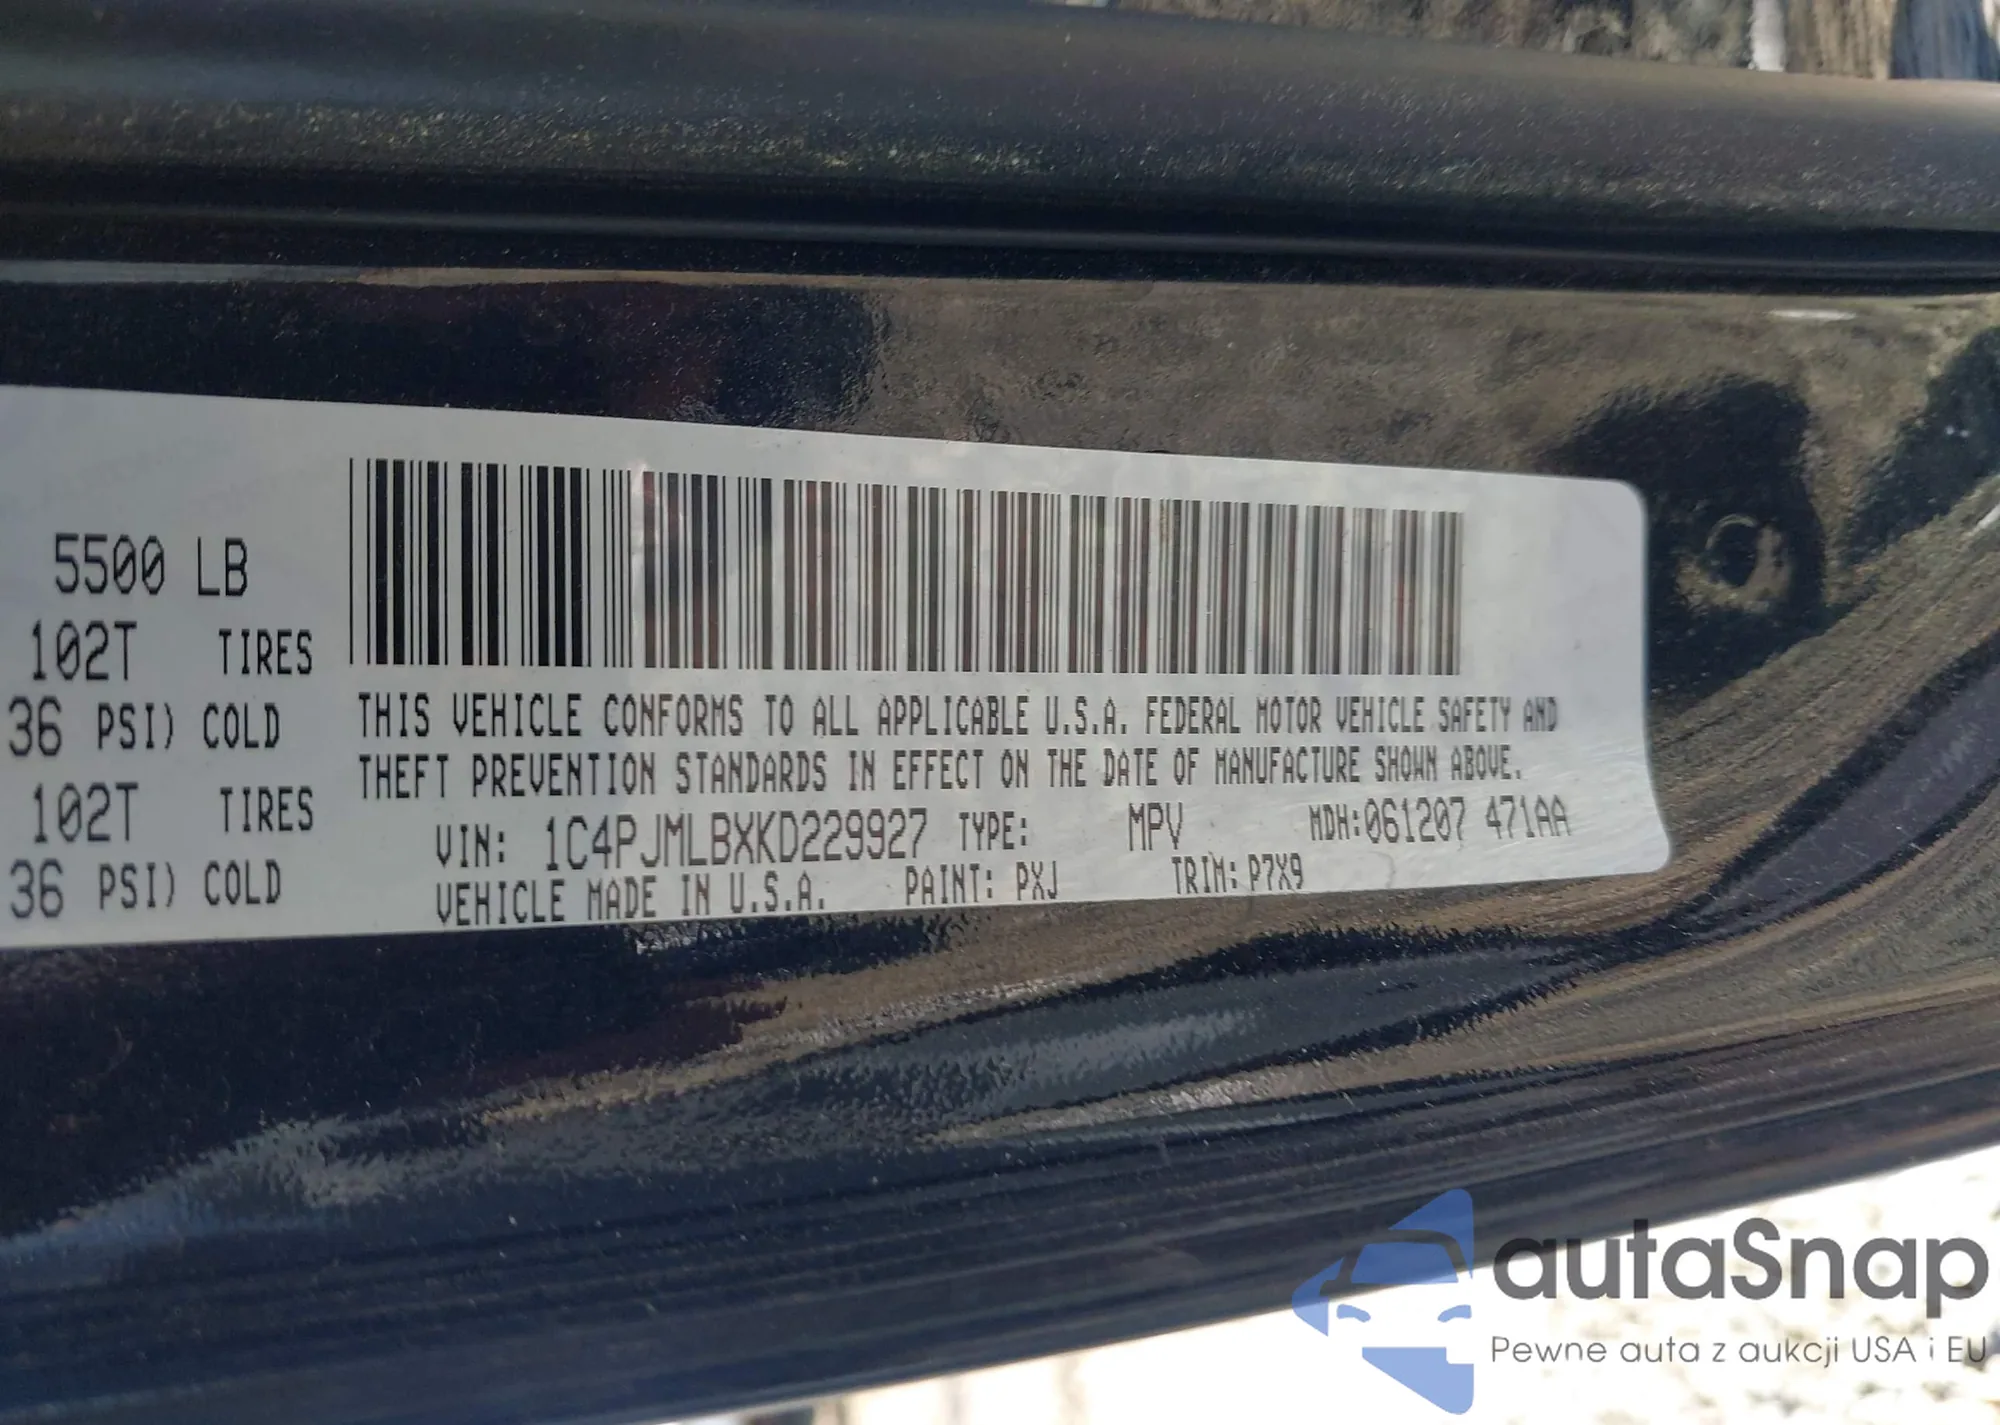 5500 LB
102T TIRES
36 PSI) COLD
102T TIRES
36 PSI) COLD
THIS VEHICLE CONFORMS TO ALL APPLICABLE U.S.A. FEDERAL MOTOR VEHICLE SAFETY AND
THEFT PREVENTION STANDARDS IN EFFECT ON THE DATE OF MANUFACTURE SHOWN ABOVE.
VIN: 1C4PJMLBXKD229927 TYPE: MPV MDH:061207 471AA
VEHICLE MADE IN U.S.A. PAINT: PXJ TRIM: P7X9
autaSnap
Pewne auta z aukcji USA i EU